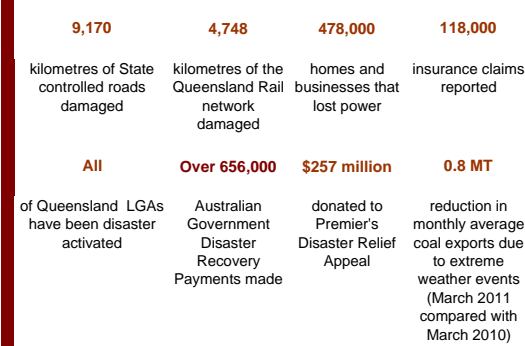 9,170
kilometres of State
controlled roads
damaged
4,748
kilometres of the
Queensland Rail
network
damaged
478,000
homes and
businesses that
lost power
118,000
insurance claims
reported
All
of Queensland LGAs
have been disaster
activated
Over 656,000
Australian
Government
Disaster
Recovery
Payments made
$257 million
donated to
Premier's
Disaster Relief
Appeal
0.8 MT
reduction in
monthly average
coal exports due
to extreme
weather events
(March 2011
compared with
March 2010)